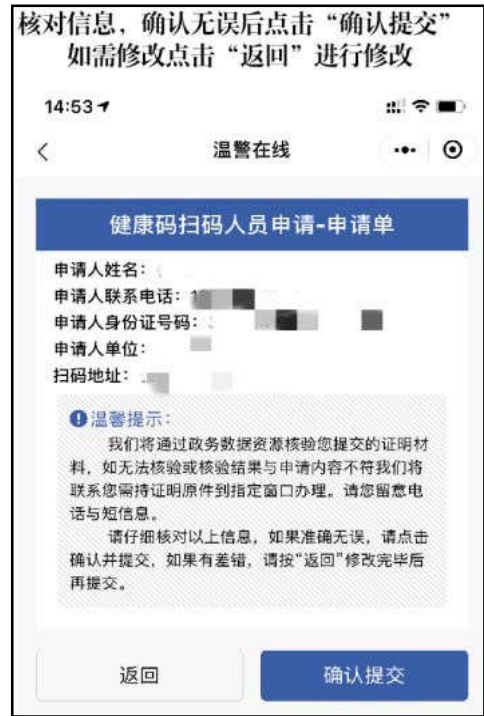 核对信息，确认无误后点击“确认提交”
如需修改点击“返回”进行修改
14:53
温警在线
健康码扫码人员申请-申请单
申请人姓名：
申请人联系电话：
申请人身份证号码：
申请人单位：
扫码地址：
温馨提示：
我们将通过政务数据资源核验您提交的证明材
料，如无法核验或核验结果与申请内容不符我们将
联系您需持证明原件到指定窗口办理。请您留意电
话与短信息。
请仔细核对以上信息，如果准确无误，请点击
确认并提交，如果有差错，请按“返回”修改完毕后
再提交。
返回
确认提交